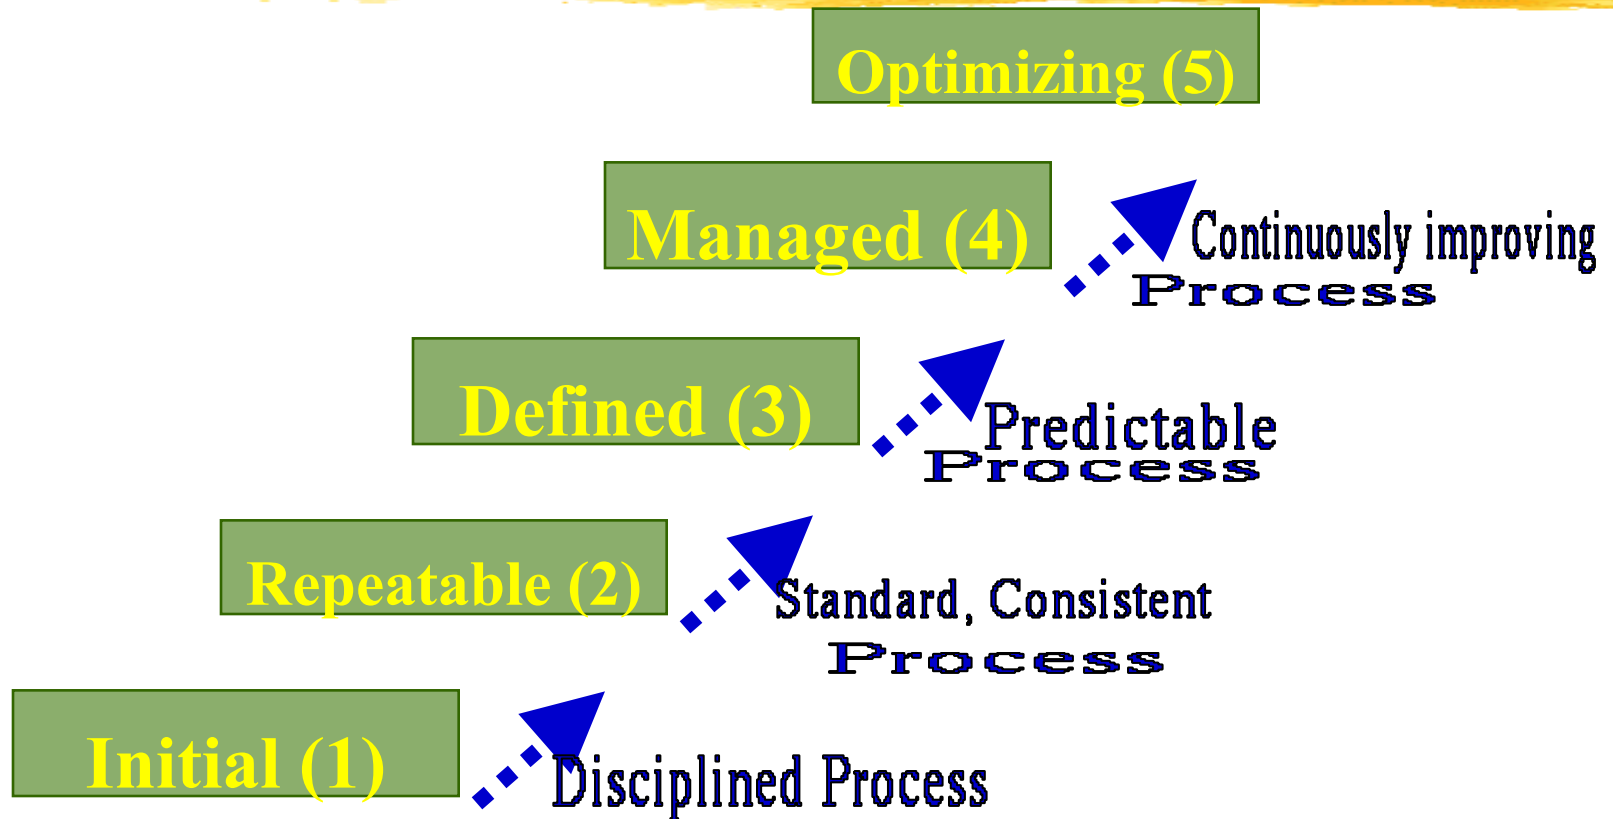 Optimizing (5)
Managed (4)
Continuously improving
Process
Defined (3)
Predictable
Process
Repeatable (2)
Standard, Consistent
Process
Initial (1)
Disciplined Process